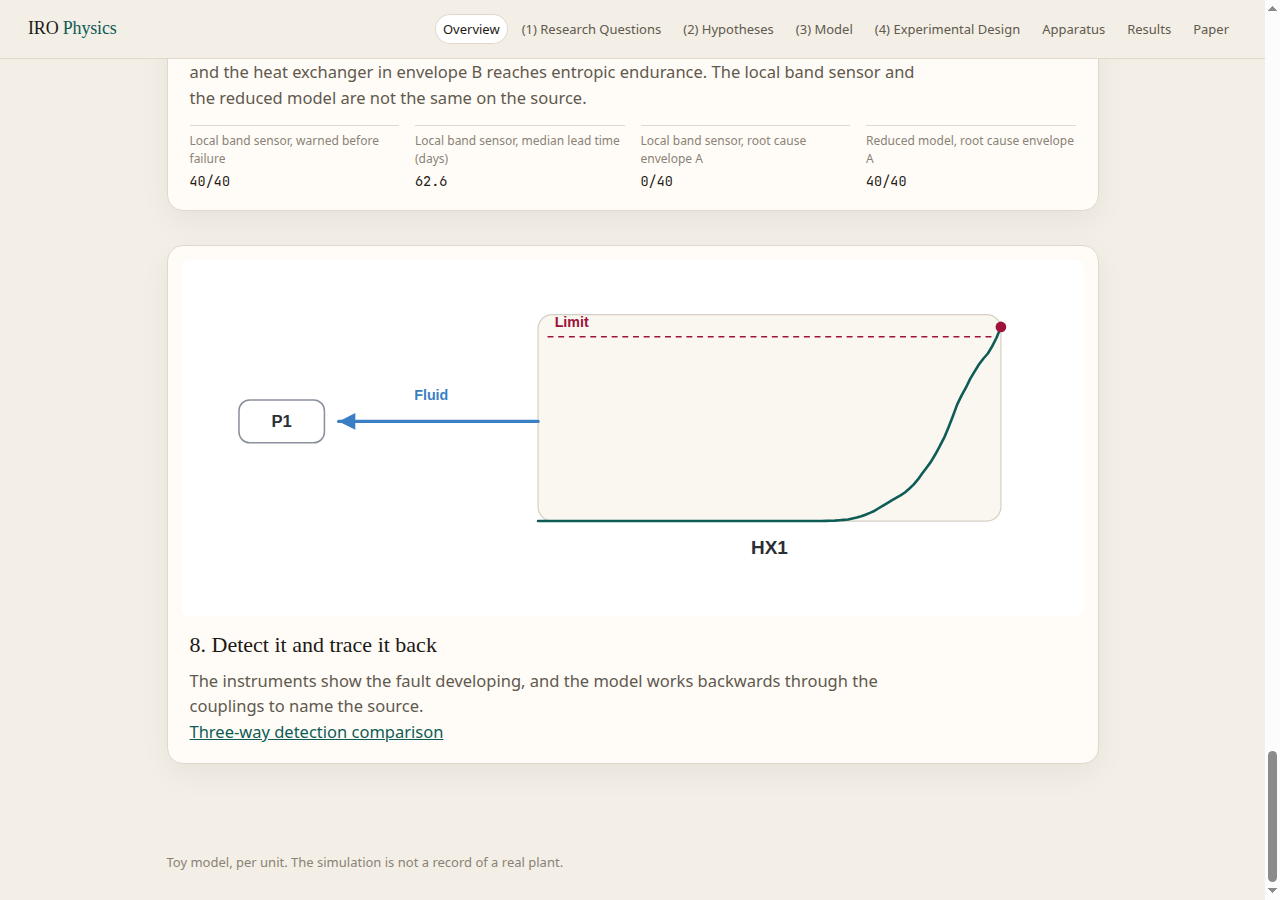 IRO Physics
Overview
(1) Research Questions
(2) Hypotheses
(3) Model
(4) Experimental Design
Apparatus
Results
Paper
and the heat exchanger in envelope B reaches entropic endurance. The local band sensor and
the reduced model are not the same on the source.
Local band sensor, warned before
failure
40/40
Local band sensor, median lead time
(days)
62.6
Local band sensor, root cause
envelope A
0/40
Reduced model, root cause envelope
A
40/40
Limit
Fluid
P1
HX1
8. Detect it and trace it back
The instruments show the fault developing, and the model works backwards through the
couplings to name the source.
Three-way detection comparison
Toy model, per unit. The simulation is not a record of a real plant.